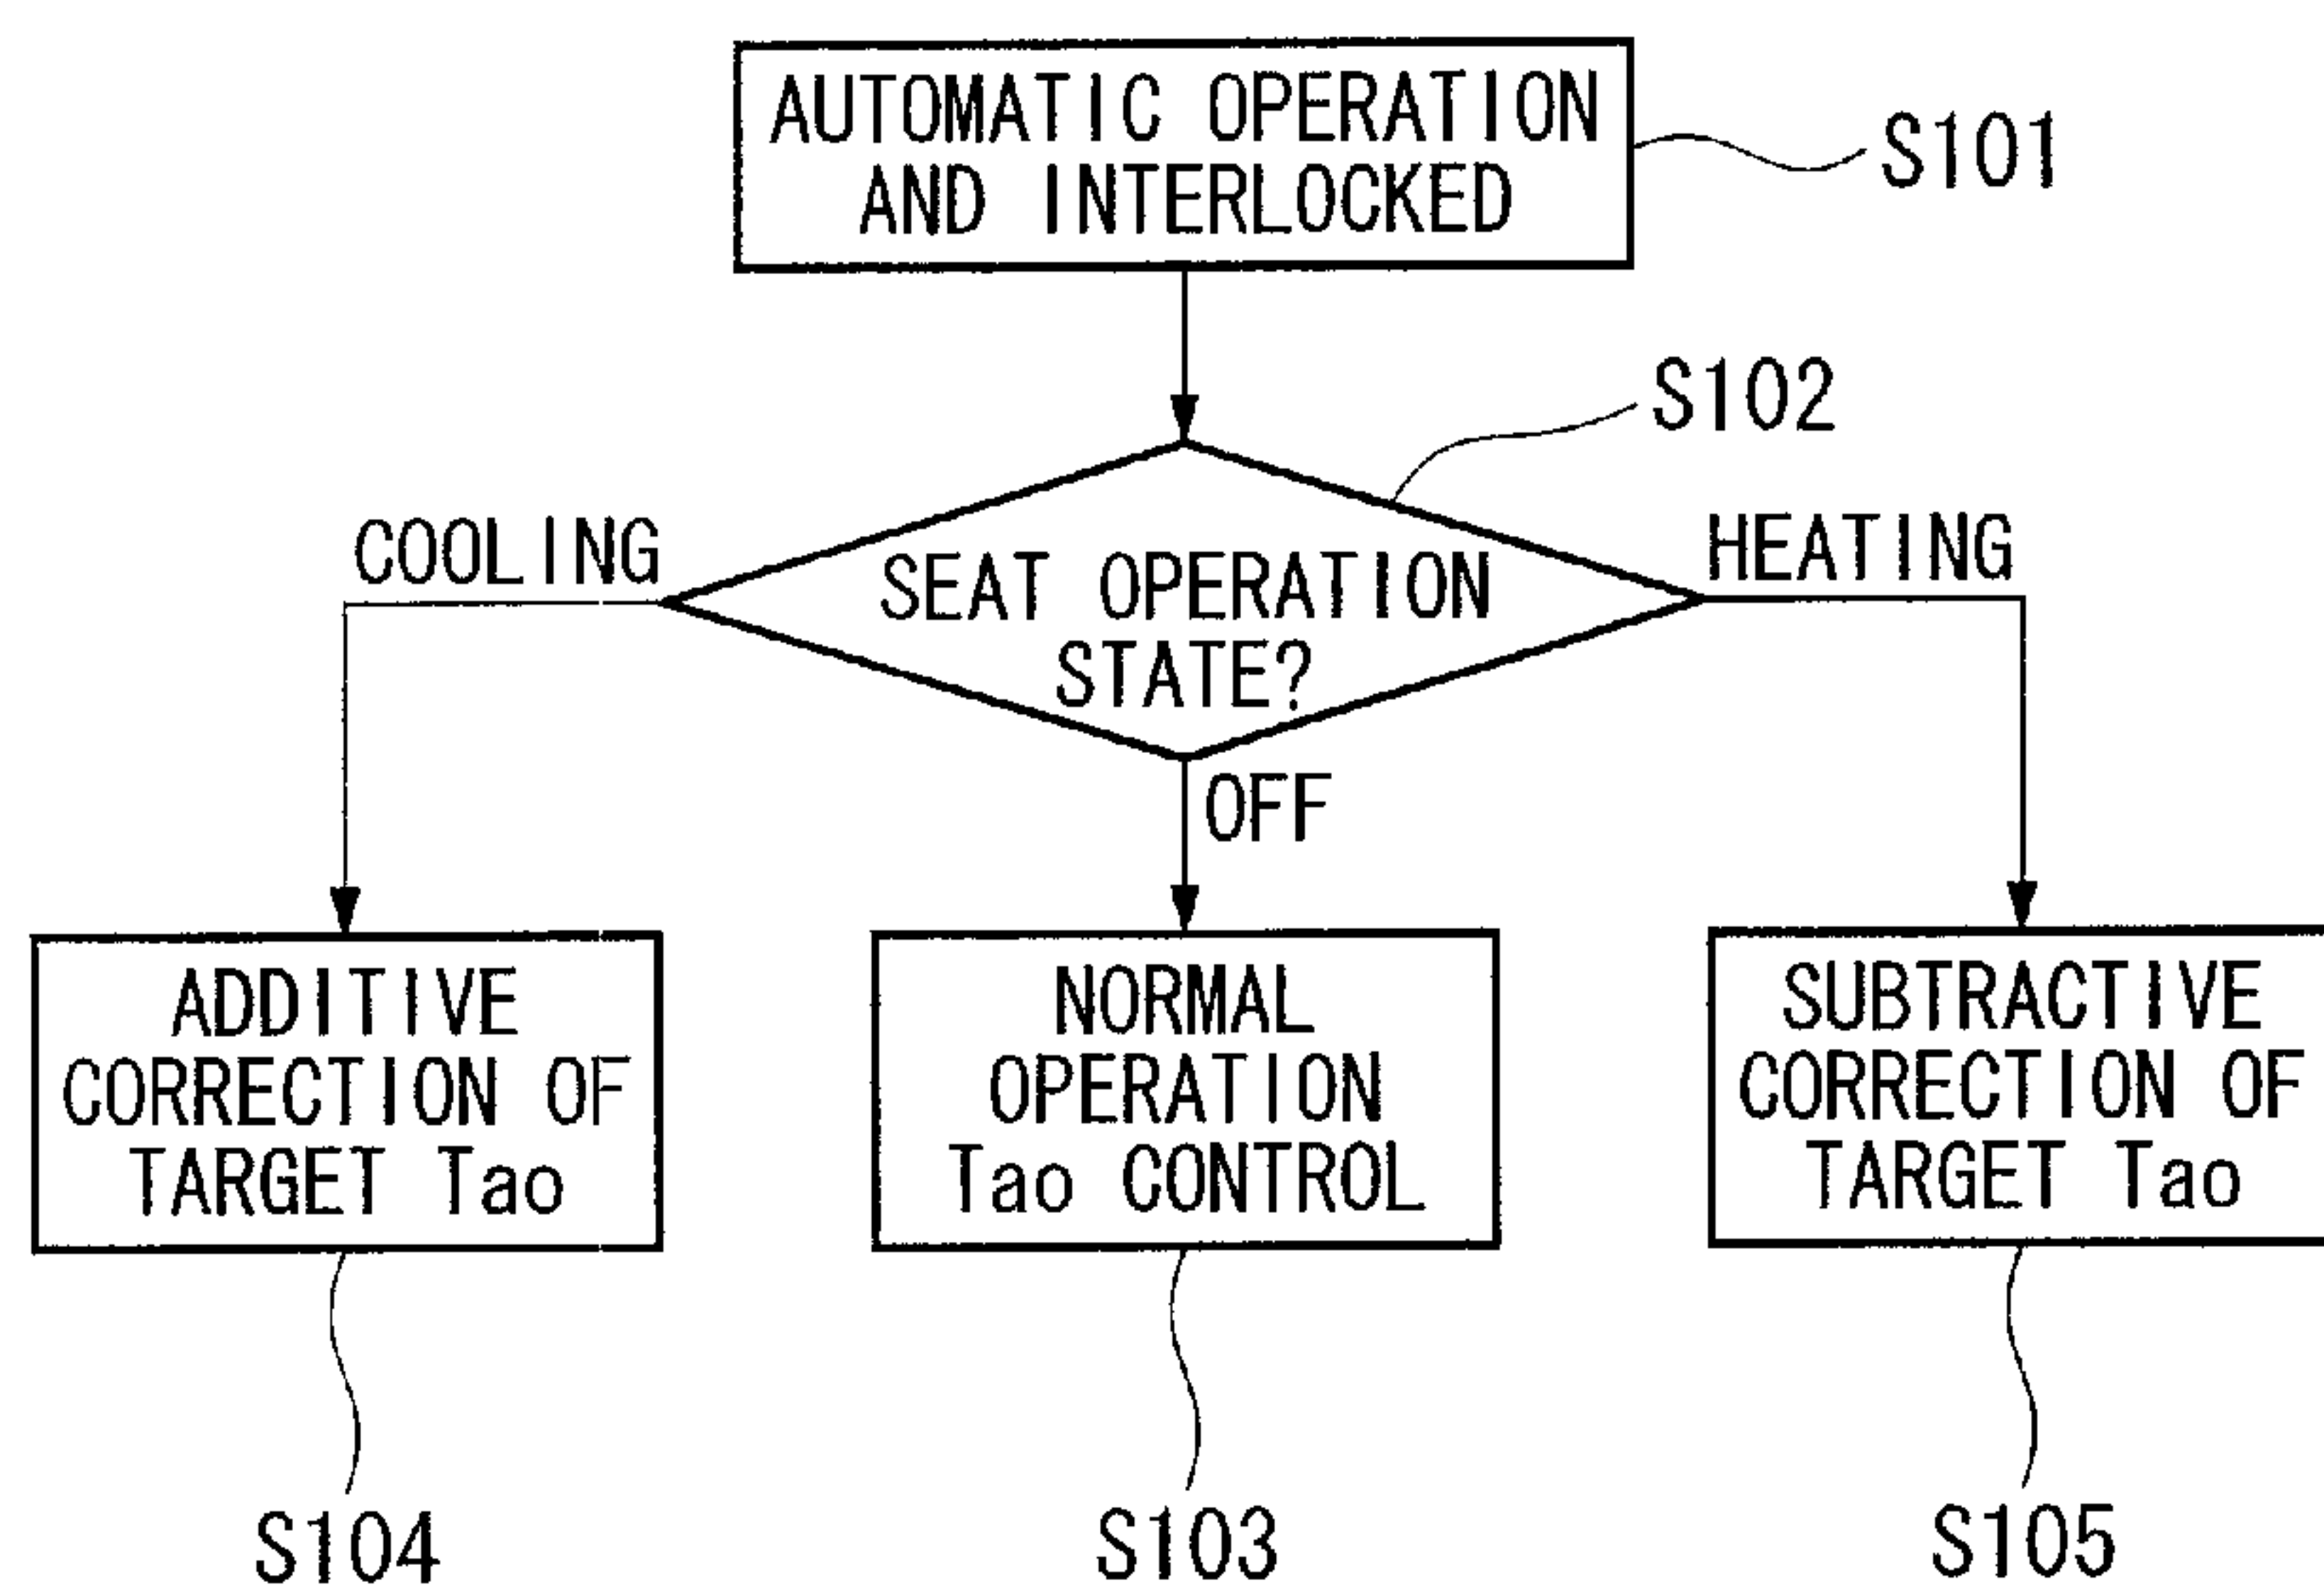 AUTOMATIC OPERATION
AND INTERLOCKED
S101
S102
COOLING
HEATING
SEAT OPERATION
STATE?
OFF
ADDITIVE
CORRECTION OF
TARGET Tao
NORMAL
OPERATION
Tao CONTROL
SUBTRACTIVE
CORRECTION OF
TARGET Tao
S104
S103
S105